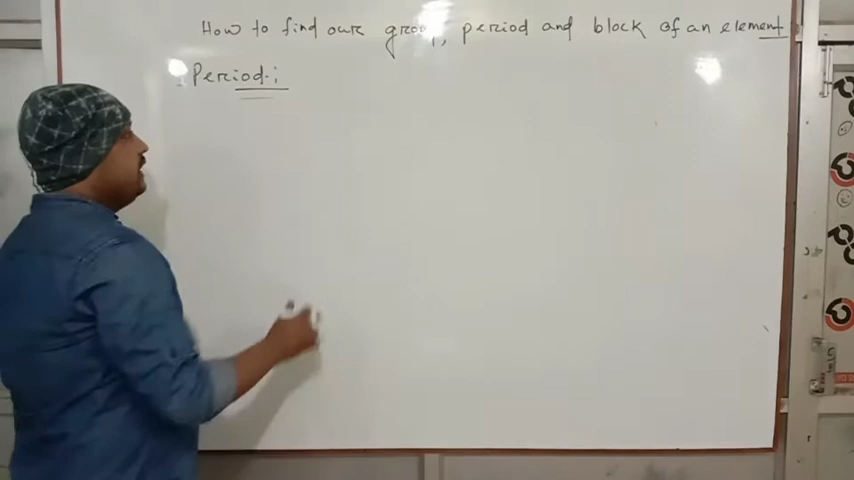 How to find our group, period and block of an element
Period: